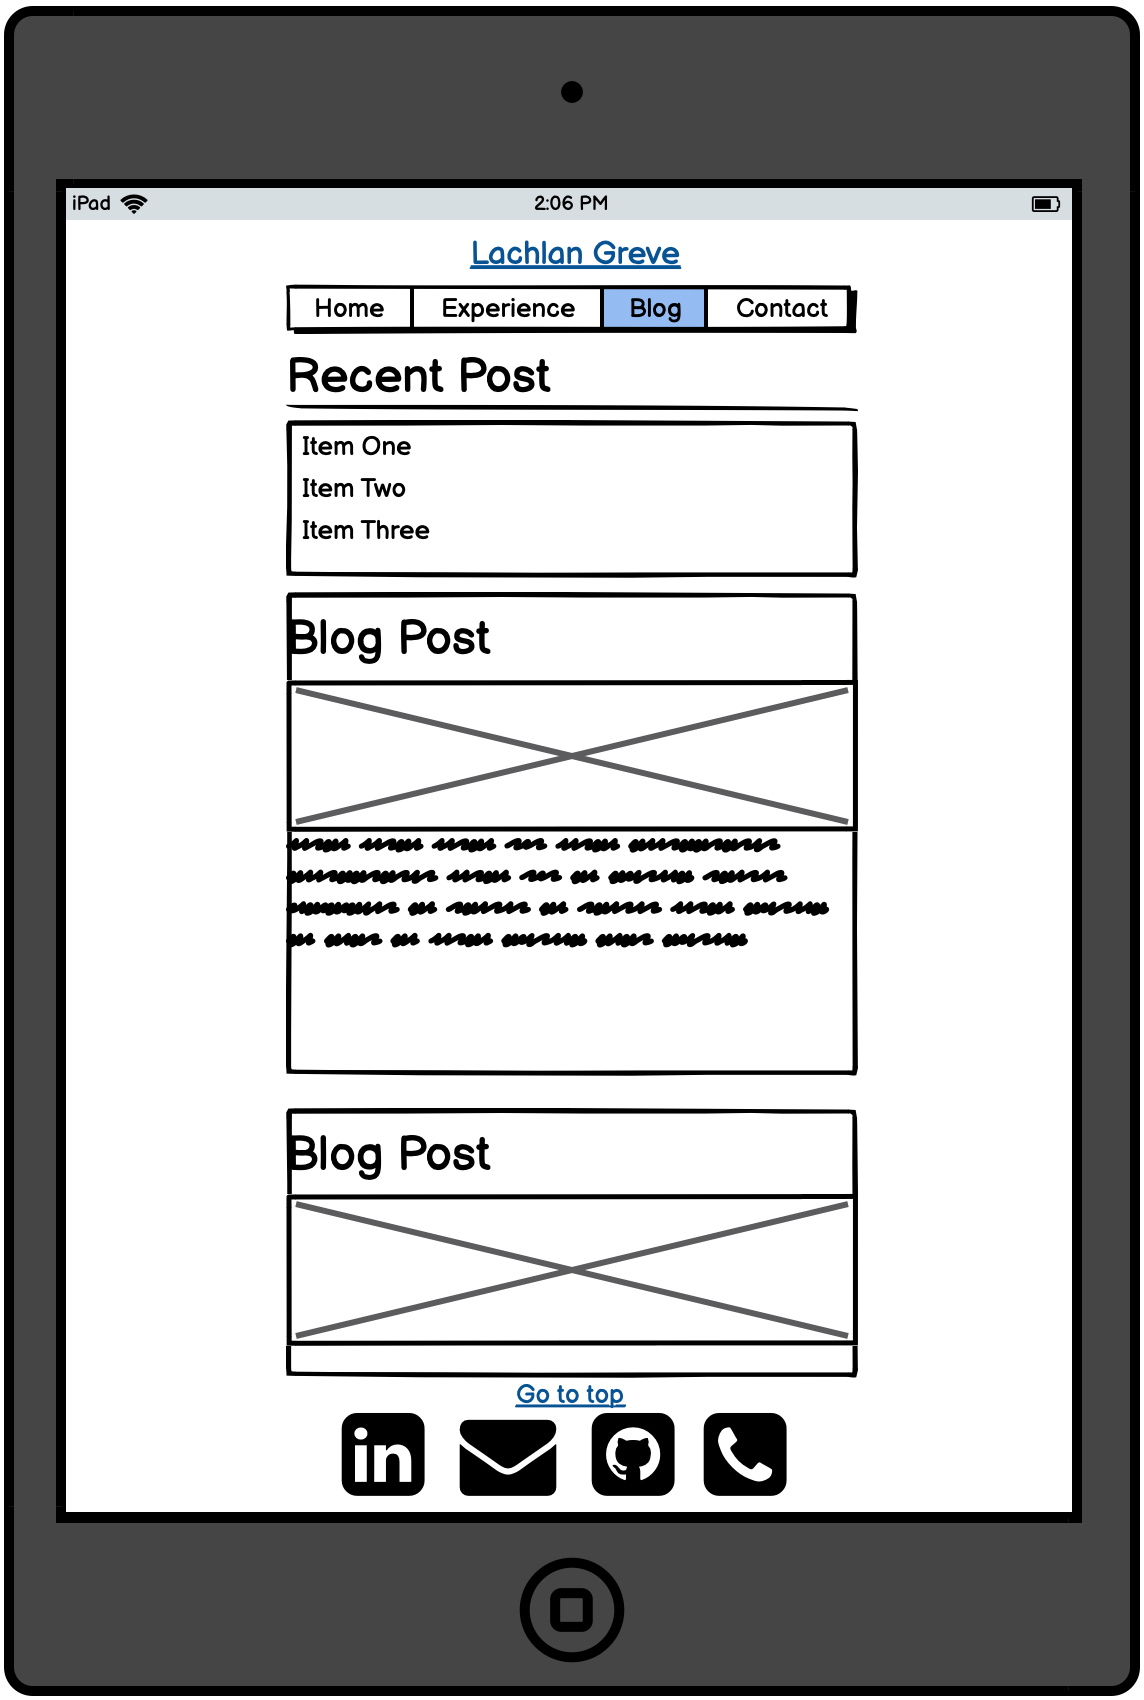 iPad 2:06 PM
Lachlan Greve
Home Experience Blog Contact
Recent Post
Item One
Item Two
Item Three
Blog Post
Blog Post
Go to top
in